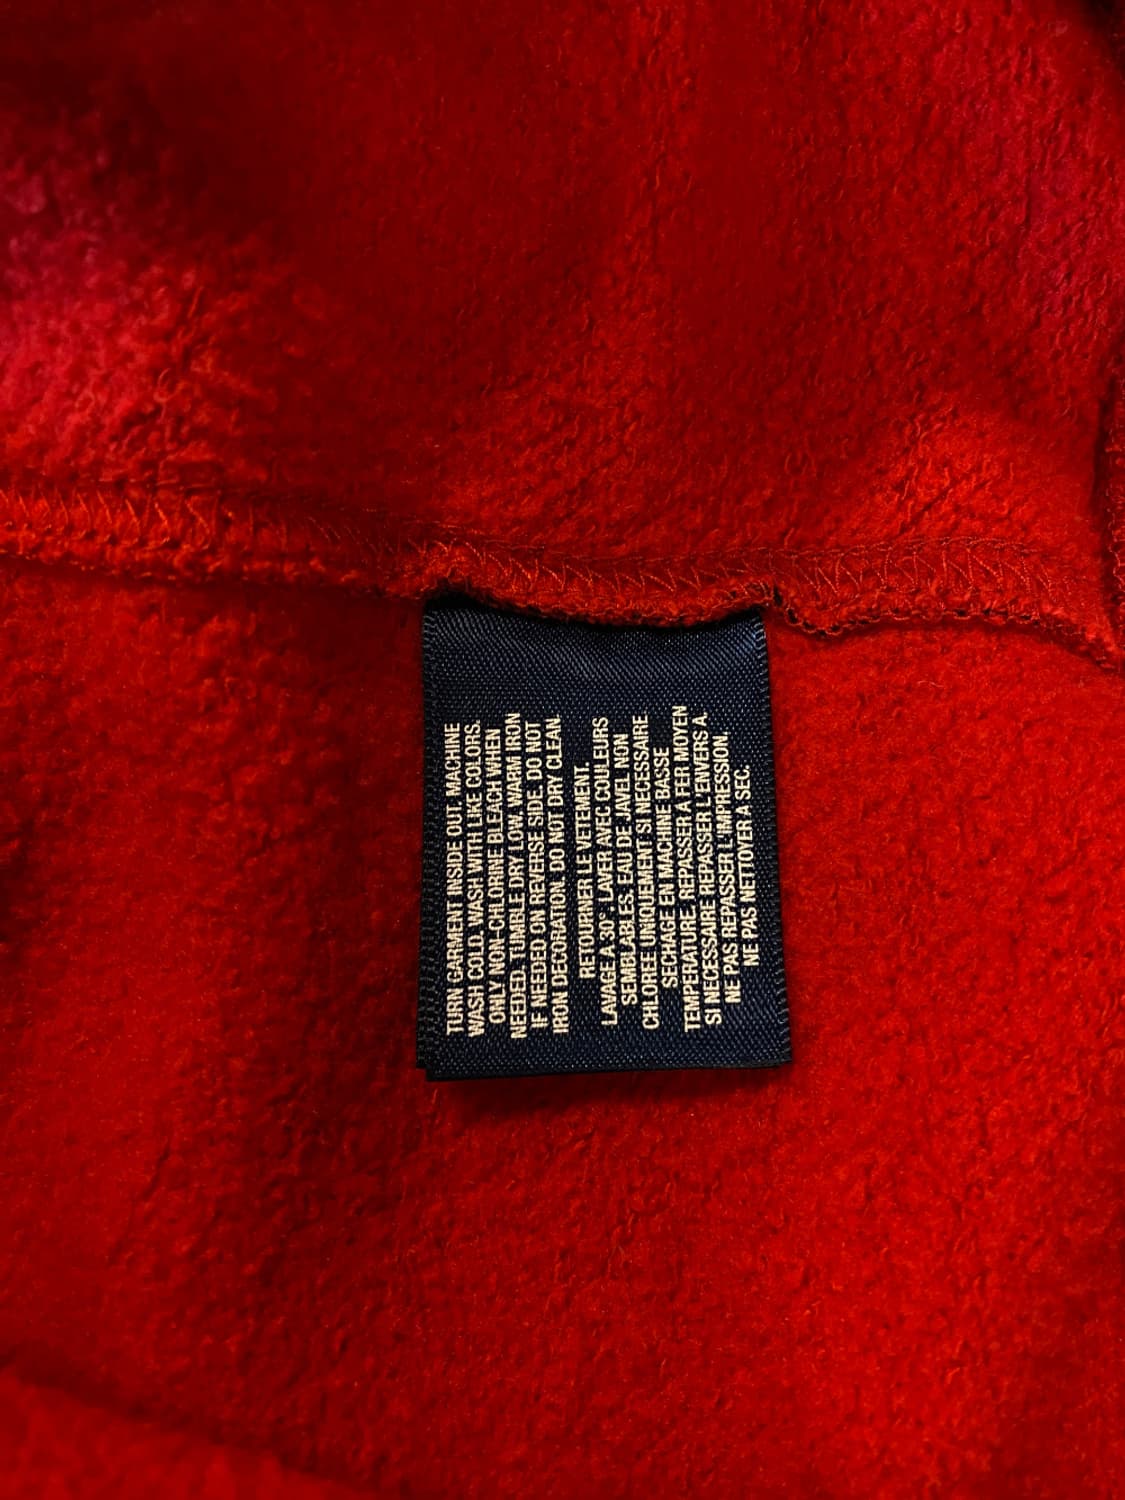 TURN GARMENT INSIDE OUT. MACHINE
WASH COLD. WASH WITH LIKE COLORS.
ONLY NON-CHLORINE BLEACH WHEN
NEEDED. TUMBLE DRY LOW. WARM IRON
IF NEEDED ON REVERSE SIDE. DO NOT
IRON DECORATION. DO NOT DRY CLEAN.
RETOURNER LE VETEMENT.
LAVAGE A 30°. LAVER AVEC COULEURS
SEMBLABLES. EAU DE JAVEL NON
CHLOREE UNIQUEMENT SI NECESSAIRE.
SECHAGE EN MACHINE BASSE
TEMPERATURE. REPASSER A FER MOYEN
SI NECESSAIRE. REPASSER L'ENVERS A.
NE PAS REPASSER L'IMPRESSION.
NE PAS NETTOYER A SEC.